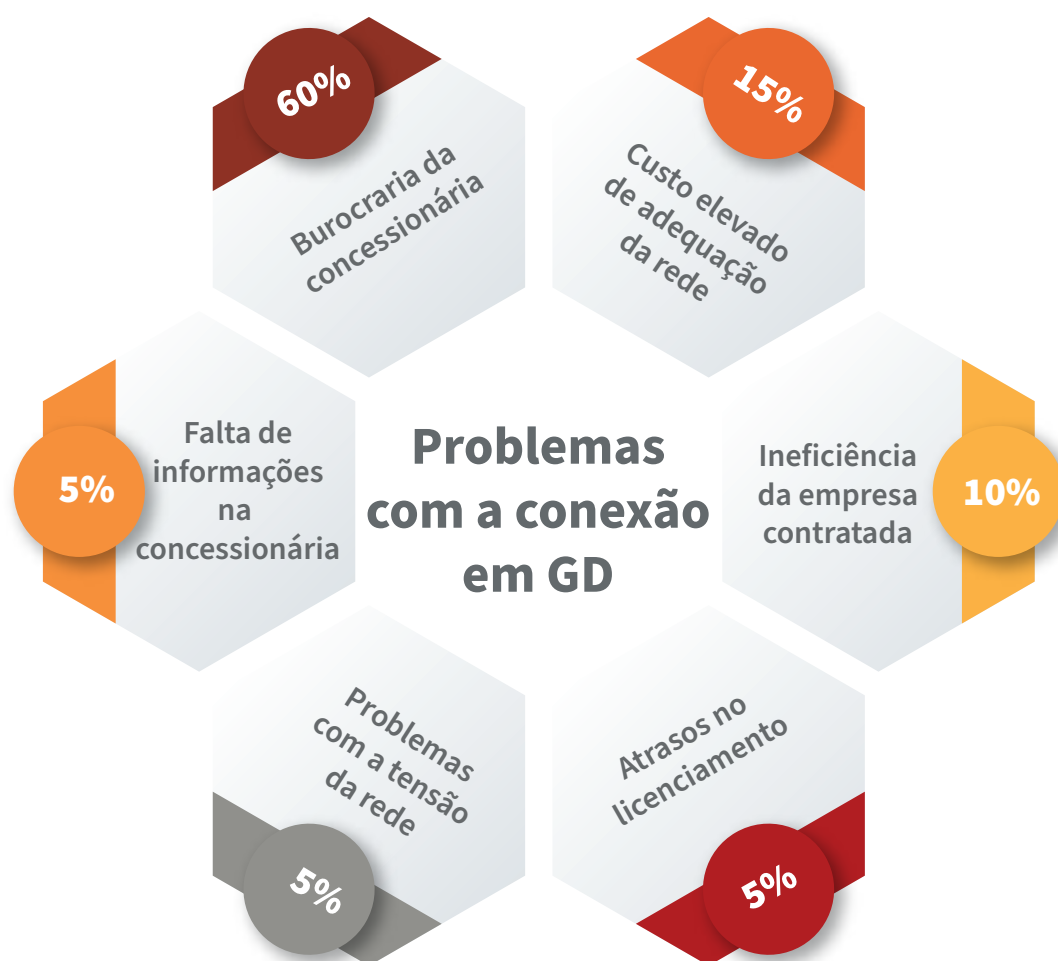 60%
Burocraria da
concessionária
15%
Custo elevado
de adequação
da rede
5%
Falta de
informações
na
concessionária
Problemas
com a conexão
em GD
Ineficiência
da empresa
contratada
10%
Problemas
com a tensão
da rede
5%
Atrasos no
licenciamento
5%